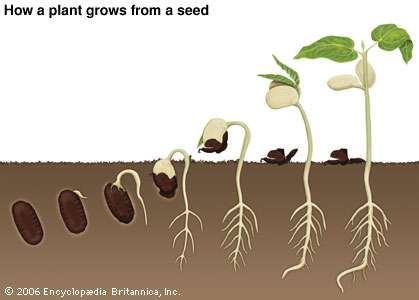 How a plant grows from a seed
© 2006 Encyclopædia Britannica, Inc.